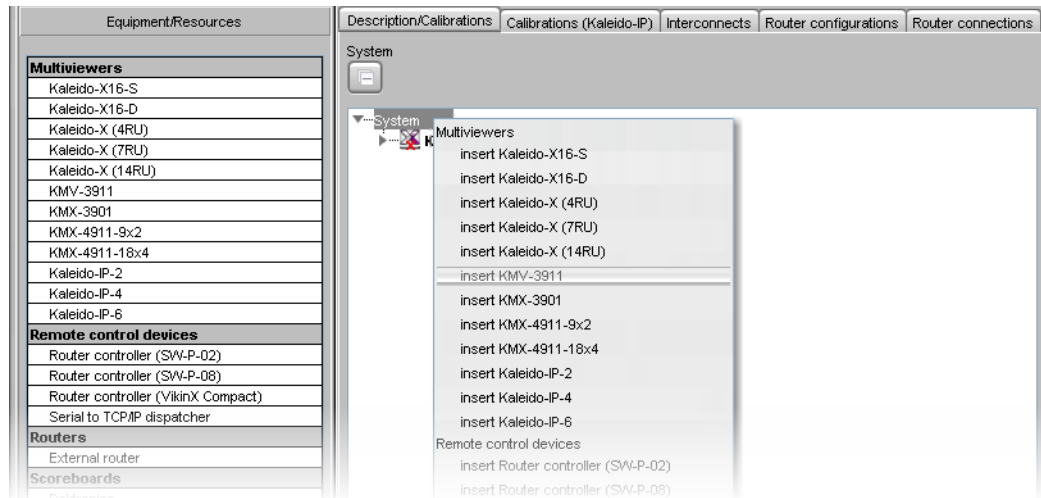 Equipment/Resources
Multiviewers
Kaleido-X16-S
Kaleido-X16-D
Kaleido-X (4RU)
Kaleido-X (7RU)
Kaleido-X (14RU)
KMV-3911
KMX-3901
KMX-4911-9x2
KMX-4911-18x4
Kaleido-IP-2
Kaleido-IP-4
Kaleido-IP-6
Remote control devices
Router controller (SW-P-02)
Router controller (SW-P-08)
Router controller (VikinX Compact)
Serial to TCP/IP dispatcher
Routers
External router
Scoreboards
Description/Calibrations Calibrations (Kaleido-IP) Interconnects Router configurations Router connections
System
System
K
Multiviewers
insert Kaleido-X16-S
insert Kaleido-X16-D
insert Kaleido-X (4RU)
insert Kaleido-X (7RU)
insert Kaleido-X (14RU)
insert KMV-3911
insert KMX-3901
insert KMX-4911-9x2
insert KMX-4911-18x4
insert Kaleido-IP-2
insert Kaleido-IP-4
insert Kaleido-IP-6
Remote control devices
insert Router controller (SW-P-02)
insert Router controller (SW-P-08)